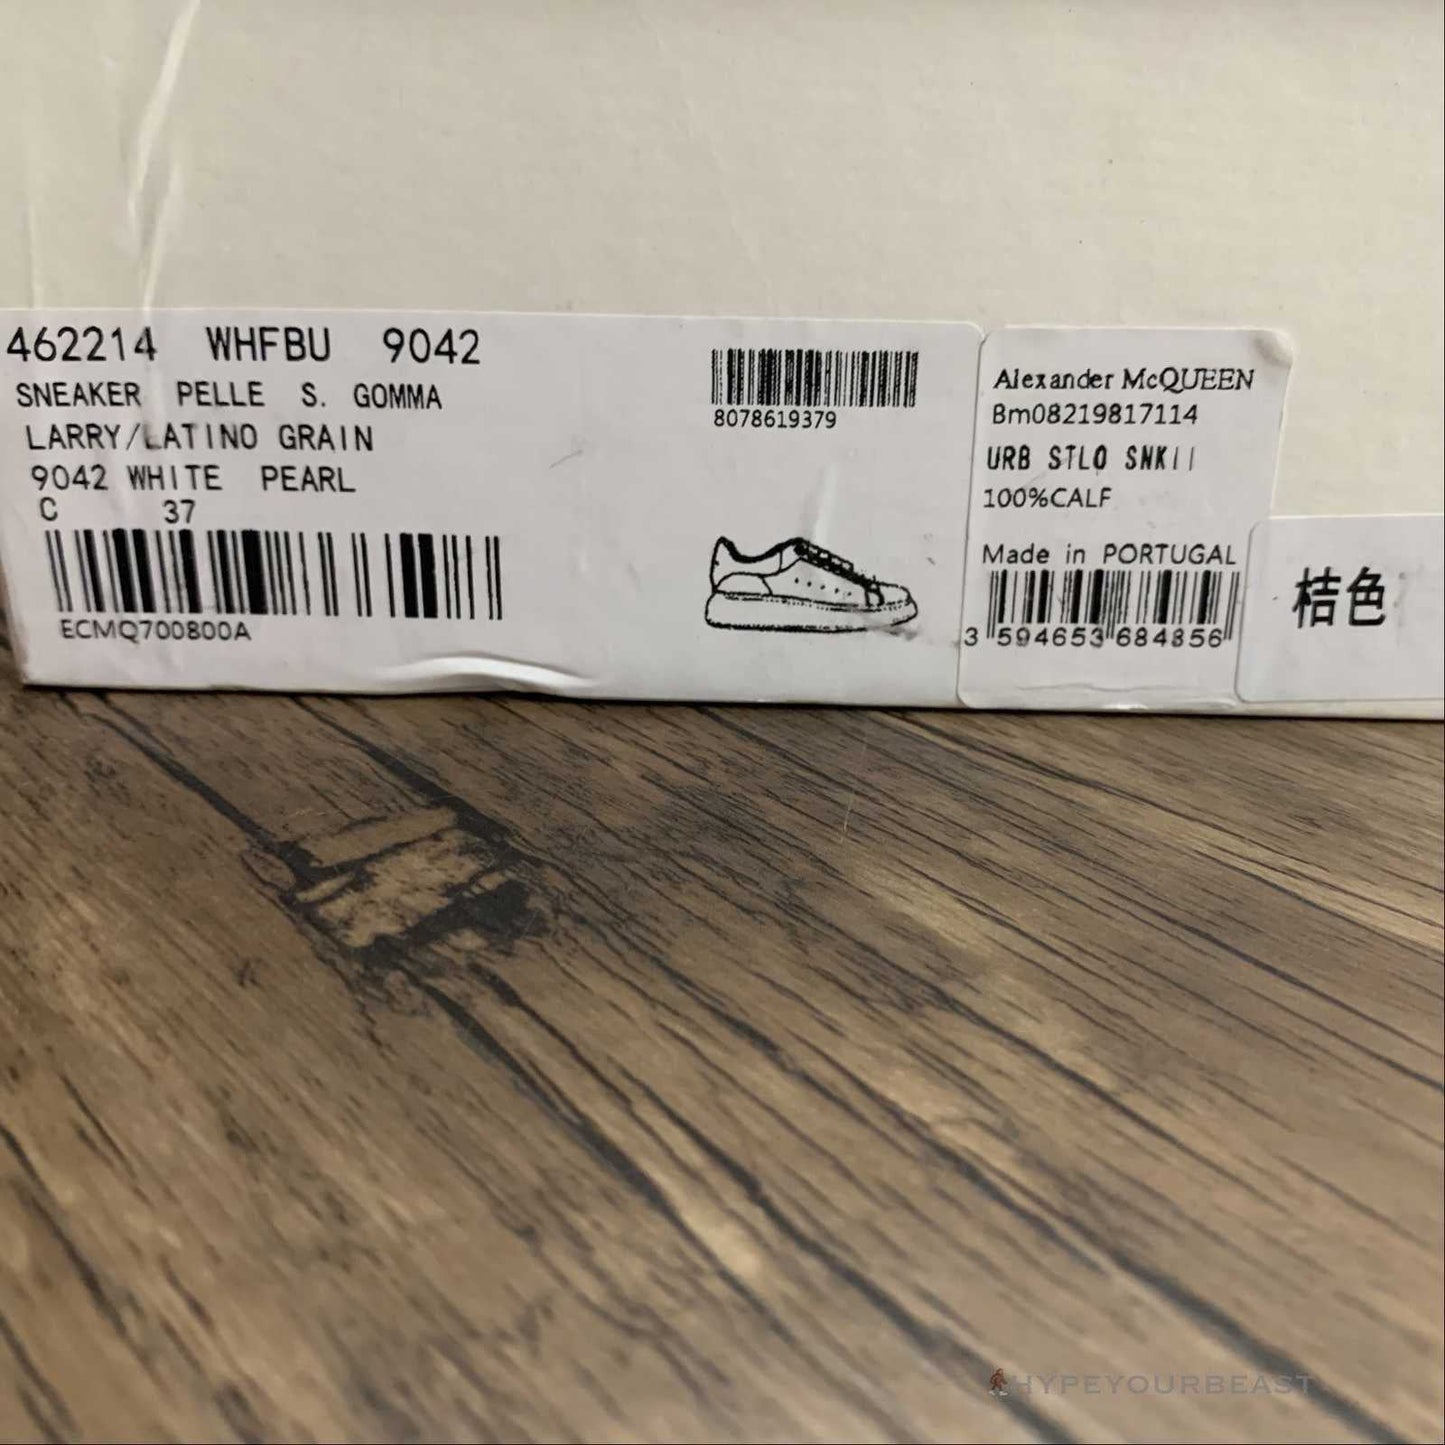 462214 WHFBU 9042
SNEAKER PELLE S. GOMMA
LARRY/LATINO GRAIN
9042 WHITE PEARL
C 37
ECMQ700800A
8078619379
Alexander McQUEEN
Bm08219817114
URB STLO SNKII
100%CALF
Made in PORTUGAL
3 594653 684856
桔色
HYPEYOURBEAST